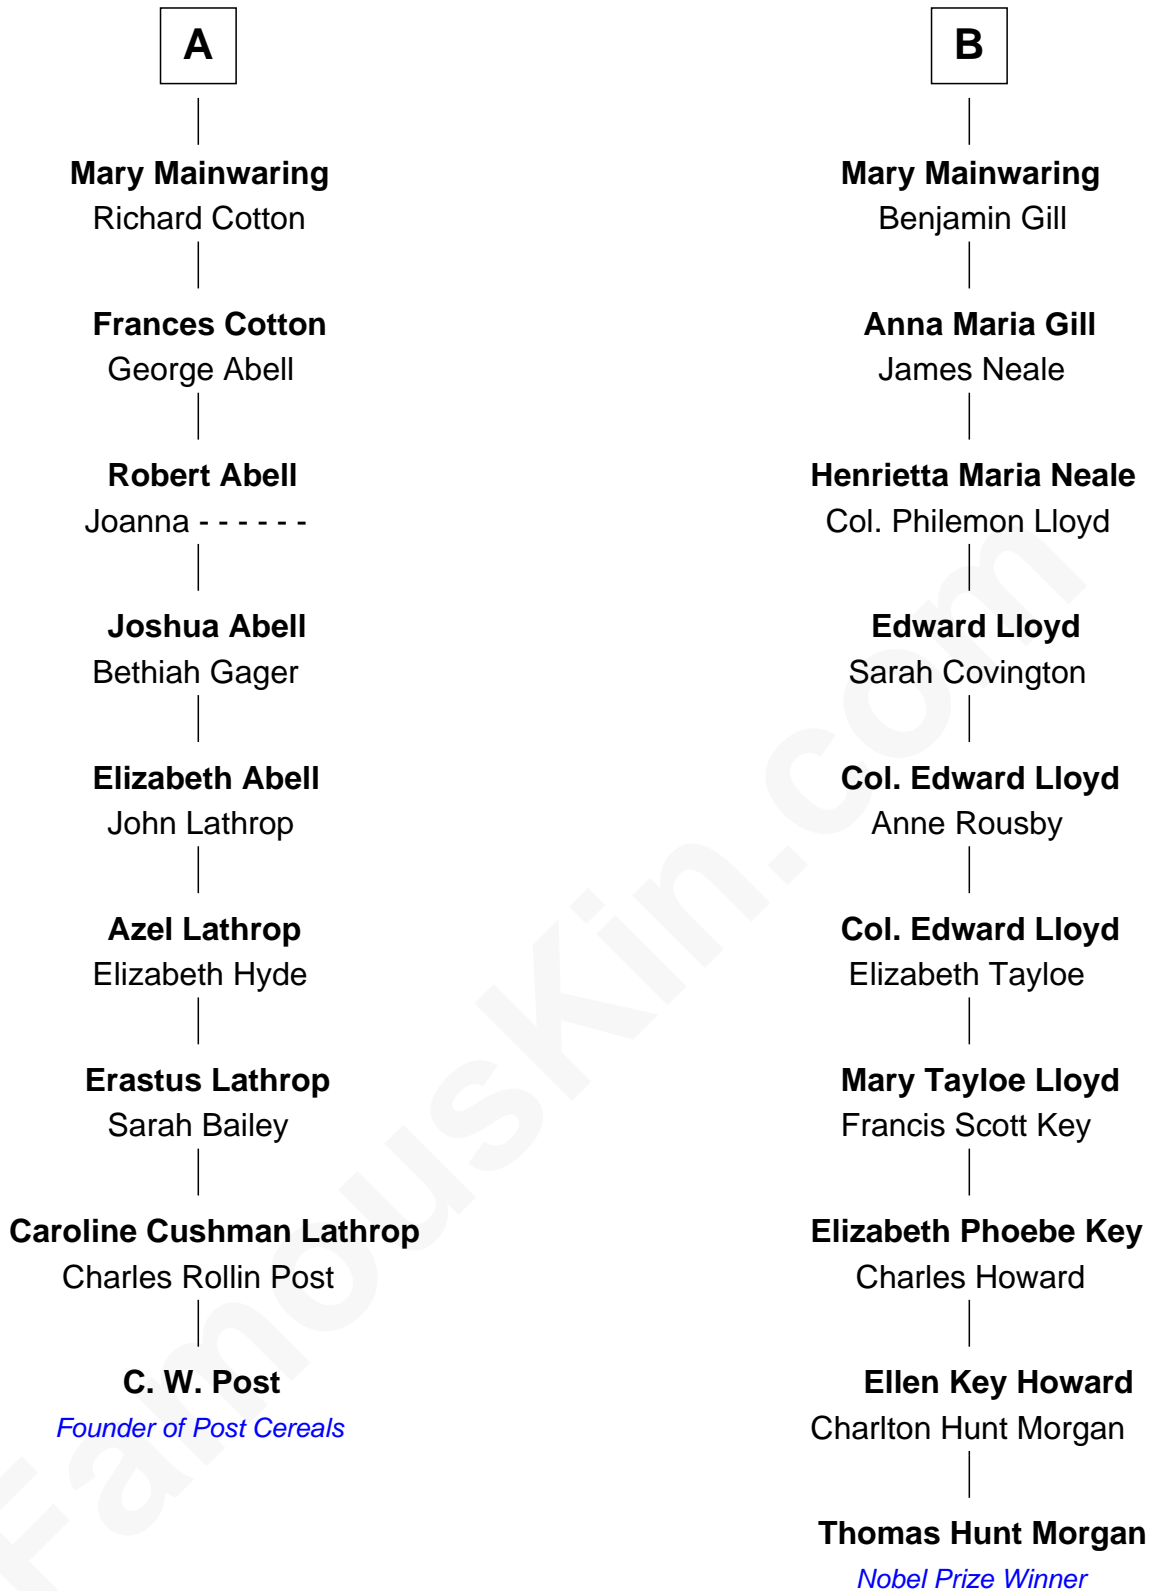 A
Mary Mainwaring
Richard Cotton
Frances Cotton
George Abell
Robert Abell
Joanna - - - - - -
Joshua Abell
Bethiah Gager
Elizabeth Abell
John Lathrop
Azel Lathrop
Elizabeth Hyde
Erastus Lathrop
Sarah Bailey
Caroline Cushman Lathrop
Charles Rollin Post
C. W. Post
Founder of Post Cereals
B
Mary Mainwaring
Benjamin Gill
Anna Maria Gill
James Neale
Henrietta Maria Neale
Col. Philemon Lloyd
Edward Lloyd
Sarah Covington
Col. Edward Lloyd
Anne Rousby
Col. Edward Lloyd
Elizabeth Tayloe
Mary Tayloe Lloyd
Francis Scott Key
Elizabeth Phoebe Key
Charles Howard
Ellen Key Howard
Charlton Hunt Morgan
Thomas Hunt Morgan
Nobel Prize Winner
FamousKin.com